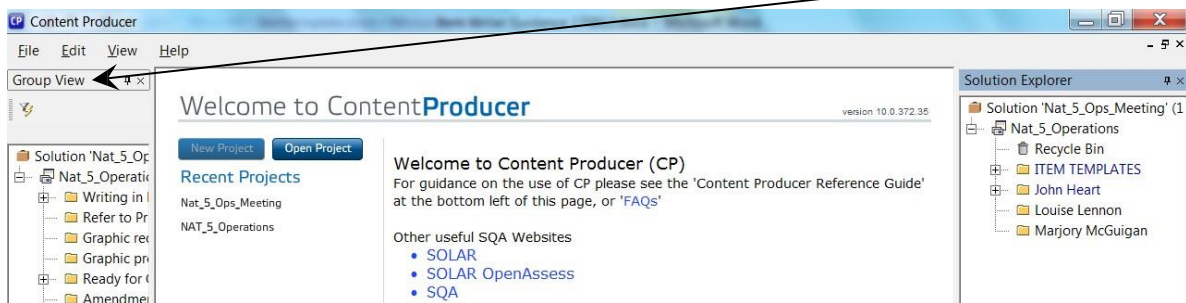 Content Producer
File Edit View Help
Group View
Solution 'Nat_5_Op
Nat_5_Operatio
Writing in
Refer to Pr
Graphic rec
Graphic pr
Ready for
Amendme
Welcome to ContentProducer
version 10.0.372.35
New Project Open Project
Recent Projects
Nat_5_Ops_Meeting
NAT_5_Operations
Welcome to Content Producer (CP)
For guidance on the use of CP please see the 'Content Producer Reference Guide'
at the bottom left of this page, or 'FAQs'
Other useful SQA Websites
• SOLAR
• SOLAR OpenAssess
• SQA
Solution Explorer
Solution 'Nat_5_Ops_Meeting' (1
Nat_5_Operations
Recycle Bin
ITEM TEMPLATES
John Heart
Louise Lennon
Marjory McGuigan